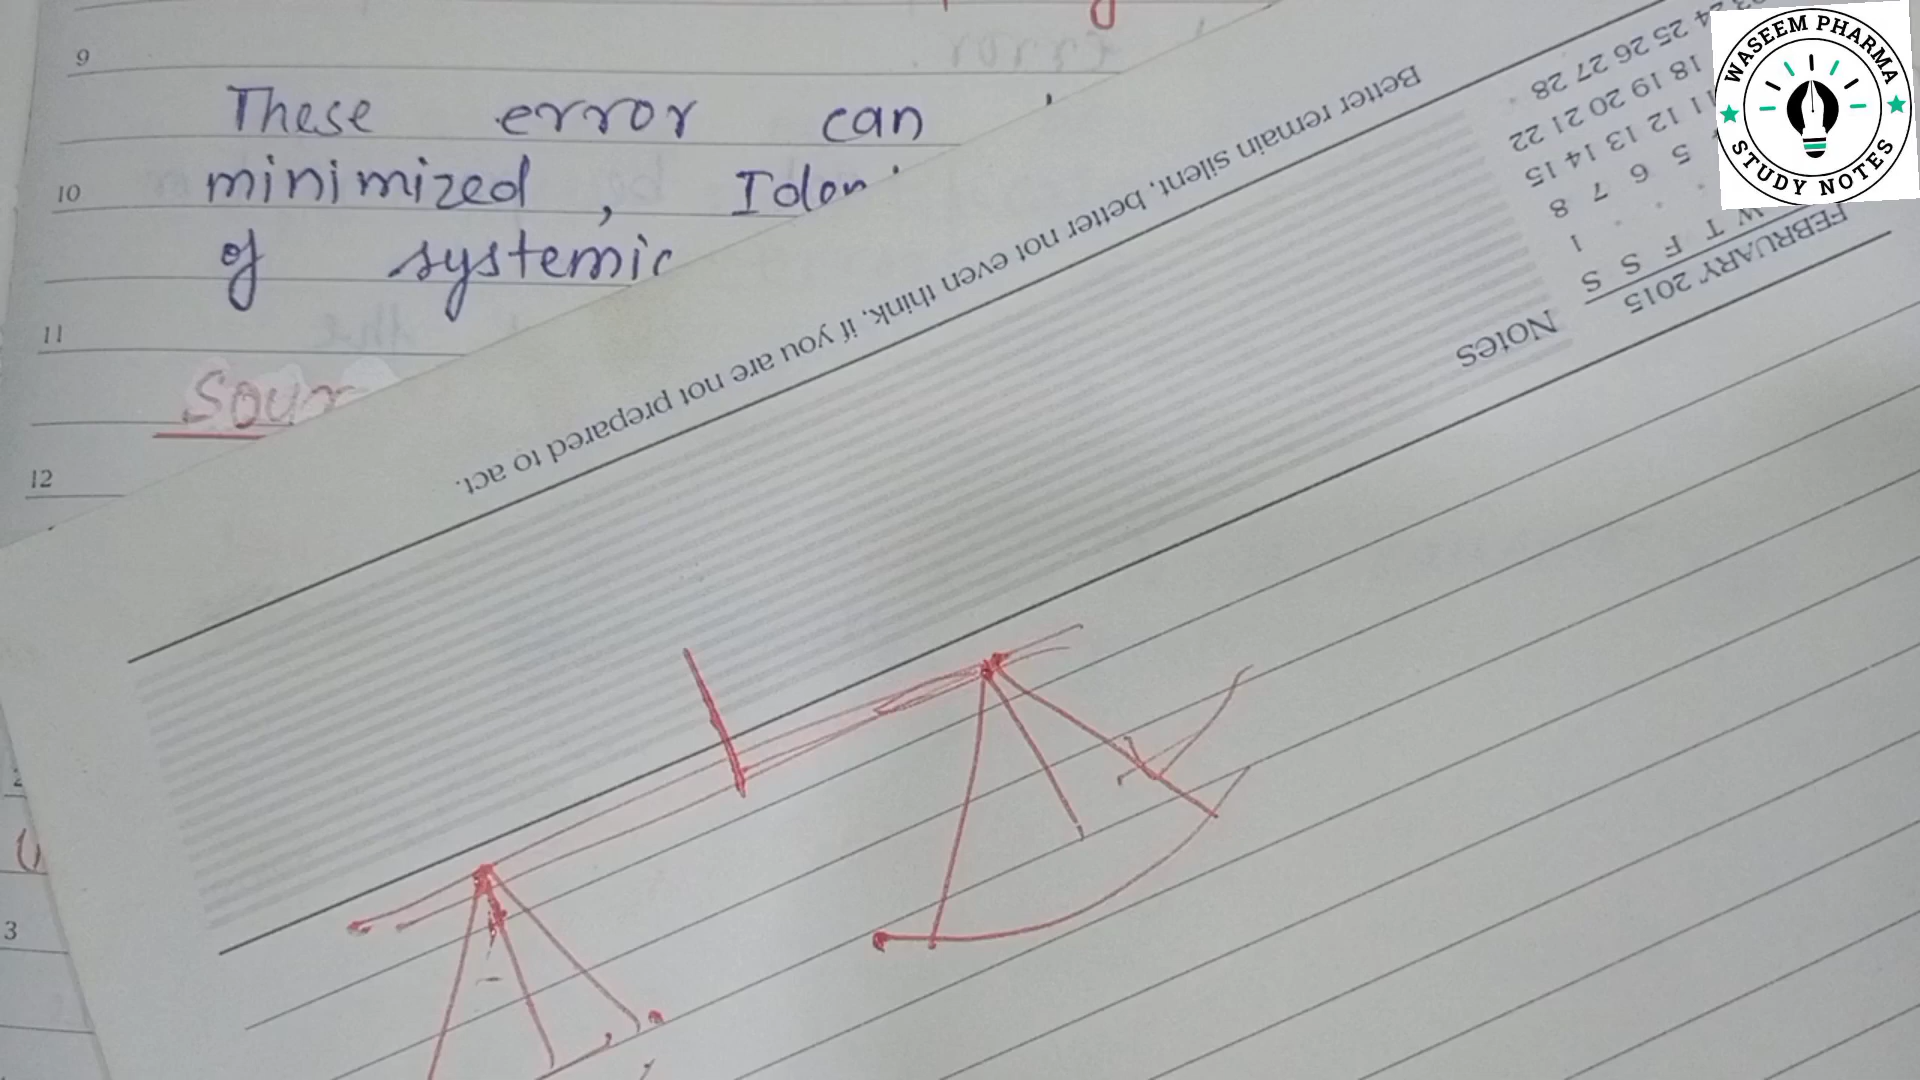 9
These error can
10 minimized,
of systemic
11
12
3
Better remain silent, better not even think, if you are not prepared to act.
Notes
FEBRUARY 2015
W T F S S
1
5 6 7 8
11 12 13 14 15
18 19 20 21 22
24 25 26 27 28
WASEEM PHARMA
STUDY NOTES